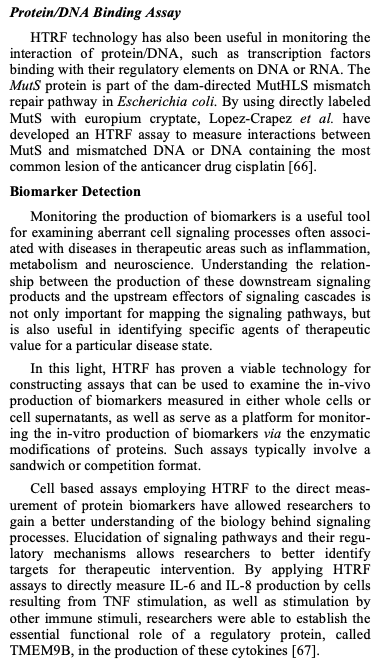 Protein/DNA Binding Assay
HTRF technology has also been useful in monitoring the
interaction of protein/DNA, such as transcription factors
binding with their regulatory elements on DNA or RNA. The
MutS protein is part of the dam-directed MutHLS mismatch
repair pathway in Escherichia coli. By using directly labeled
MutS with europium cryptate, Lopez-Crapez et al. have
developed an HTRF assay to measure interactions between
MutS and mismatched DNA or DNA containing the most
common lesion of the anticancer drug cisplatin [66].
Biomarker Detection
Monitoring the production of biomarkers is a useful tool
for examining aberrant cell signaling processes often associ-
ated with diseases in therapeutic areas such as inflammation,
metabolism and neuroscience. Understanding the relation-
ship between the production of these downstream signaling
products and the upstream effectors of signaling cascades is
not only important for mapping the signaling pathways, but
is also useful in identifying specific agents of therapeutic
value for a particular disease state.
In this light, HTRF has proven a viable technology for
constructing assays that can be used to examine the in-vivo
production of biomarkers measured in either whole cells or
cell supernatants, as well as serve as a platform for monitor-
ing the in-vitro production of biomarkers via the enzymatic
modifications of proteins. Such assays typically involve a
sandwich or competition format.
Cell based assays employing HTRF to the direct meas-
urement of protein biomarkers have allowed researchers to
gain a better understanding of the biology behind signaling
processes. Elucidation of signaling pathways and their regu-
latory mechanisms allows researchers to better identify
targets for therapeutic intervention. By applying HTRF
assays to directly measure IL-6 and IL-8 production by cells
resulting from TNF stimulation, as well as stimulation by
other immune stimuli, researchers were able to establish the
essential functional role of a regulatory protein, called
TMEM9B, in the production of these cytokines [67].